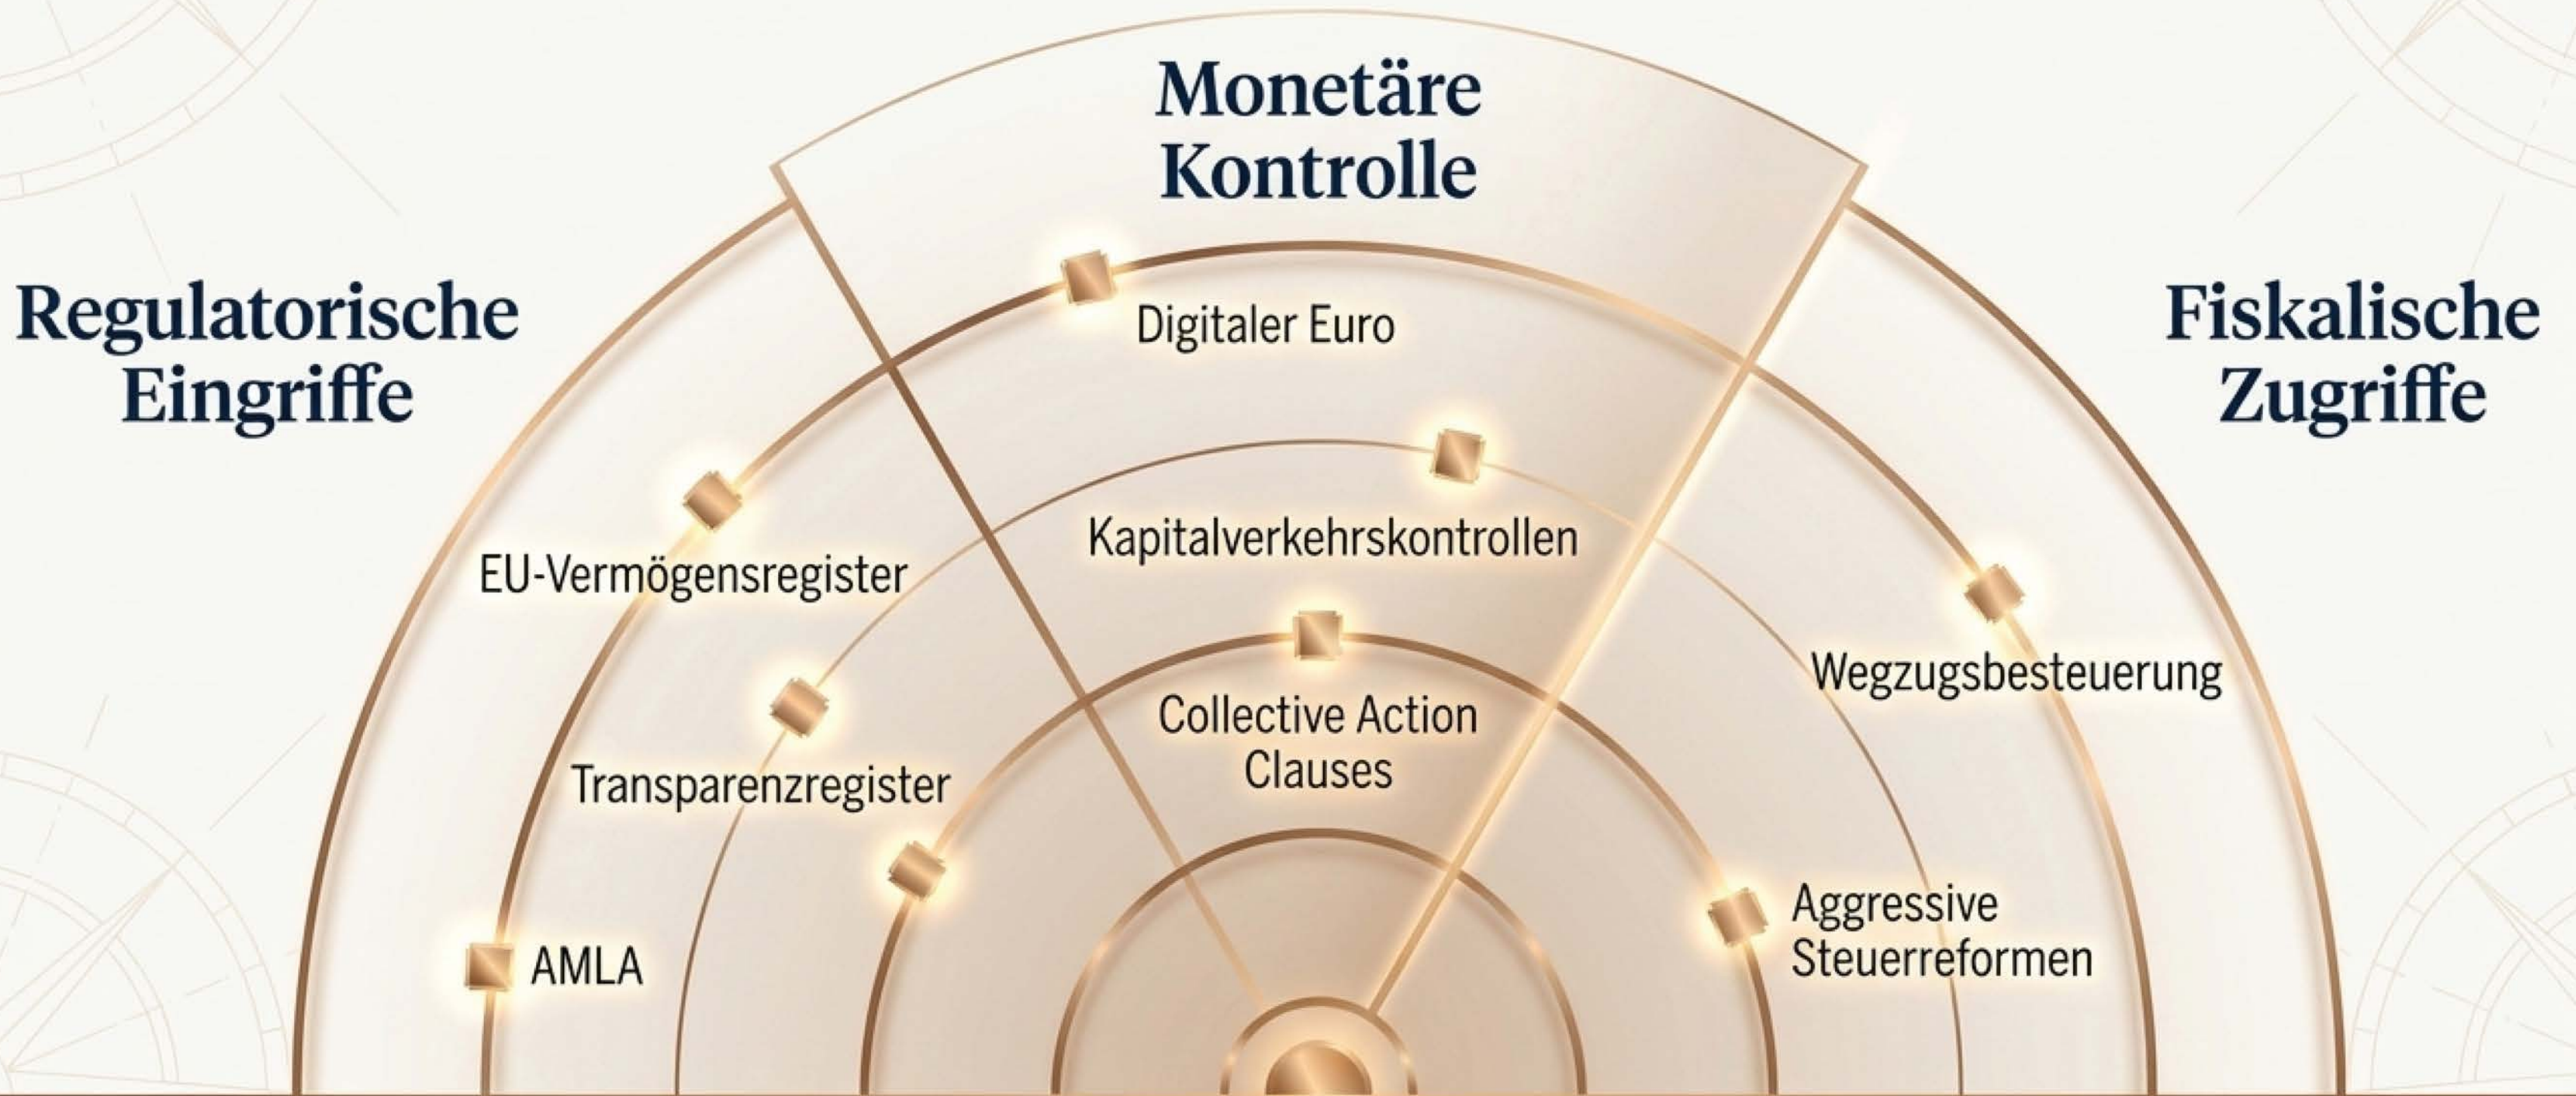 Monetäre
Kontrolle
Regulatorische
Eingriffe
Fiskalische
Zugriffe
Digitaler Euro
Kapitalverkehrskontrollen
EU-Vermögensregister
Collective Action
Clauses
Wegzugsbesteuerung
Transparenzregister
AMLA
Aggressive
Steuerreformen